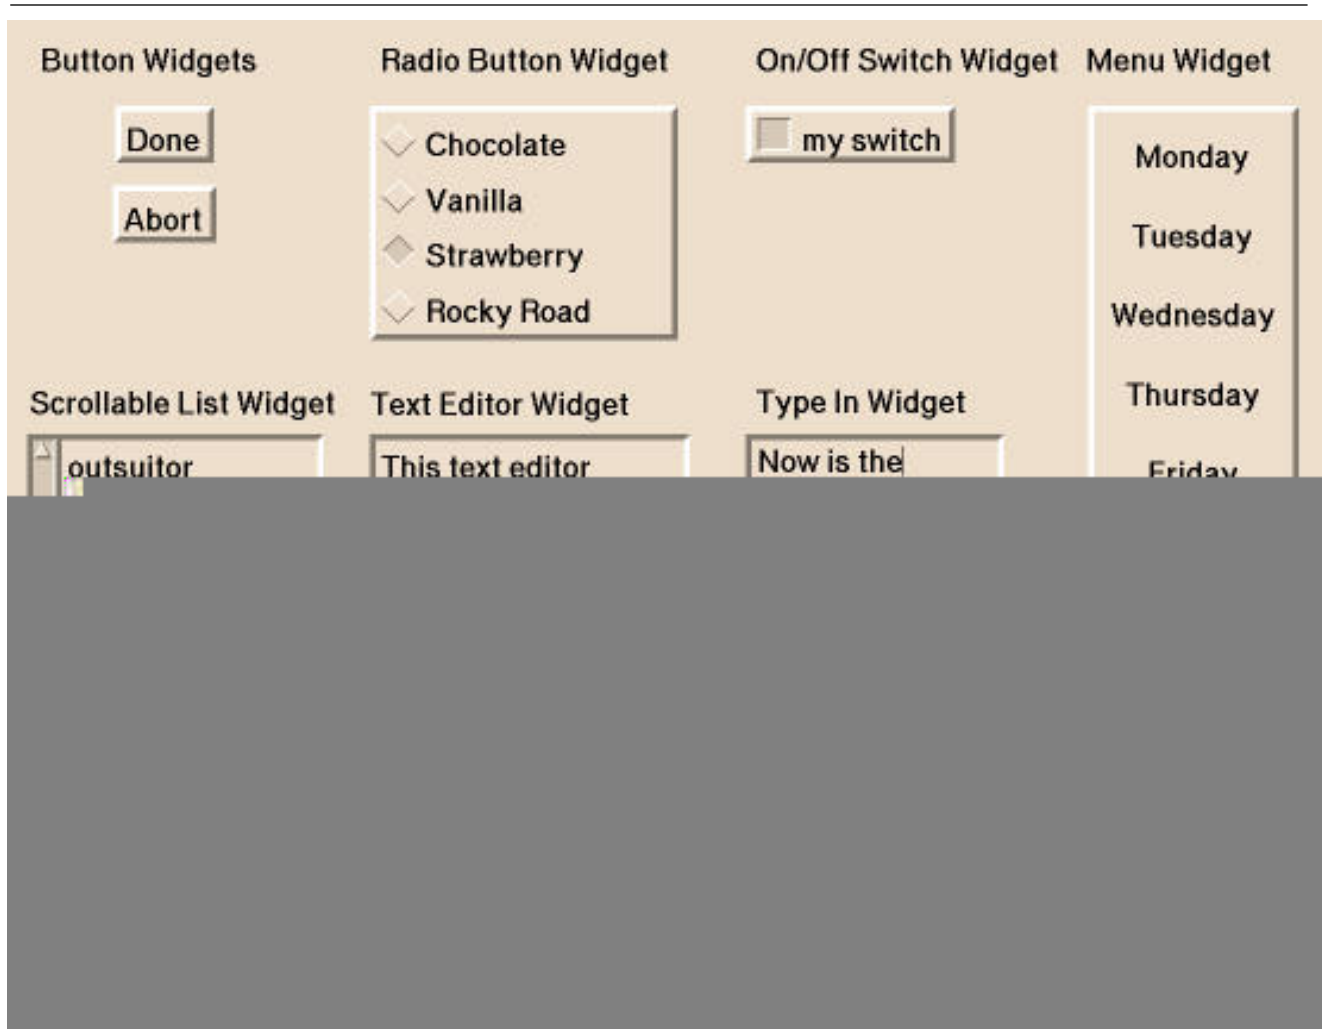 Button Widgets
Done
Abort
Radio Button Widget
Chocolate
Vanilla
Strawberry
Rocky Road
On/Off Switch Widget
my switch
Menu Widget
Monday
Tuesday
Wednesday
Thursday
Friday
Scrollable List Widget
outsuitor
Text Editor Widget
This text editor
Type In Widget
Now is the